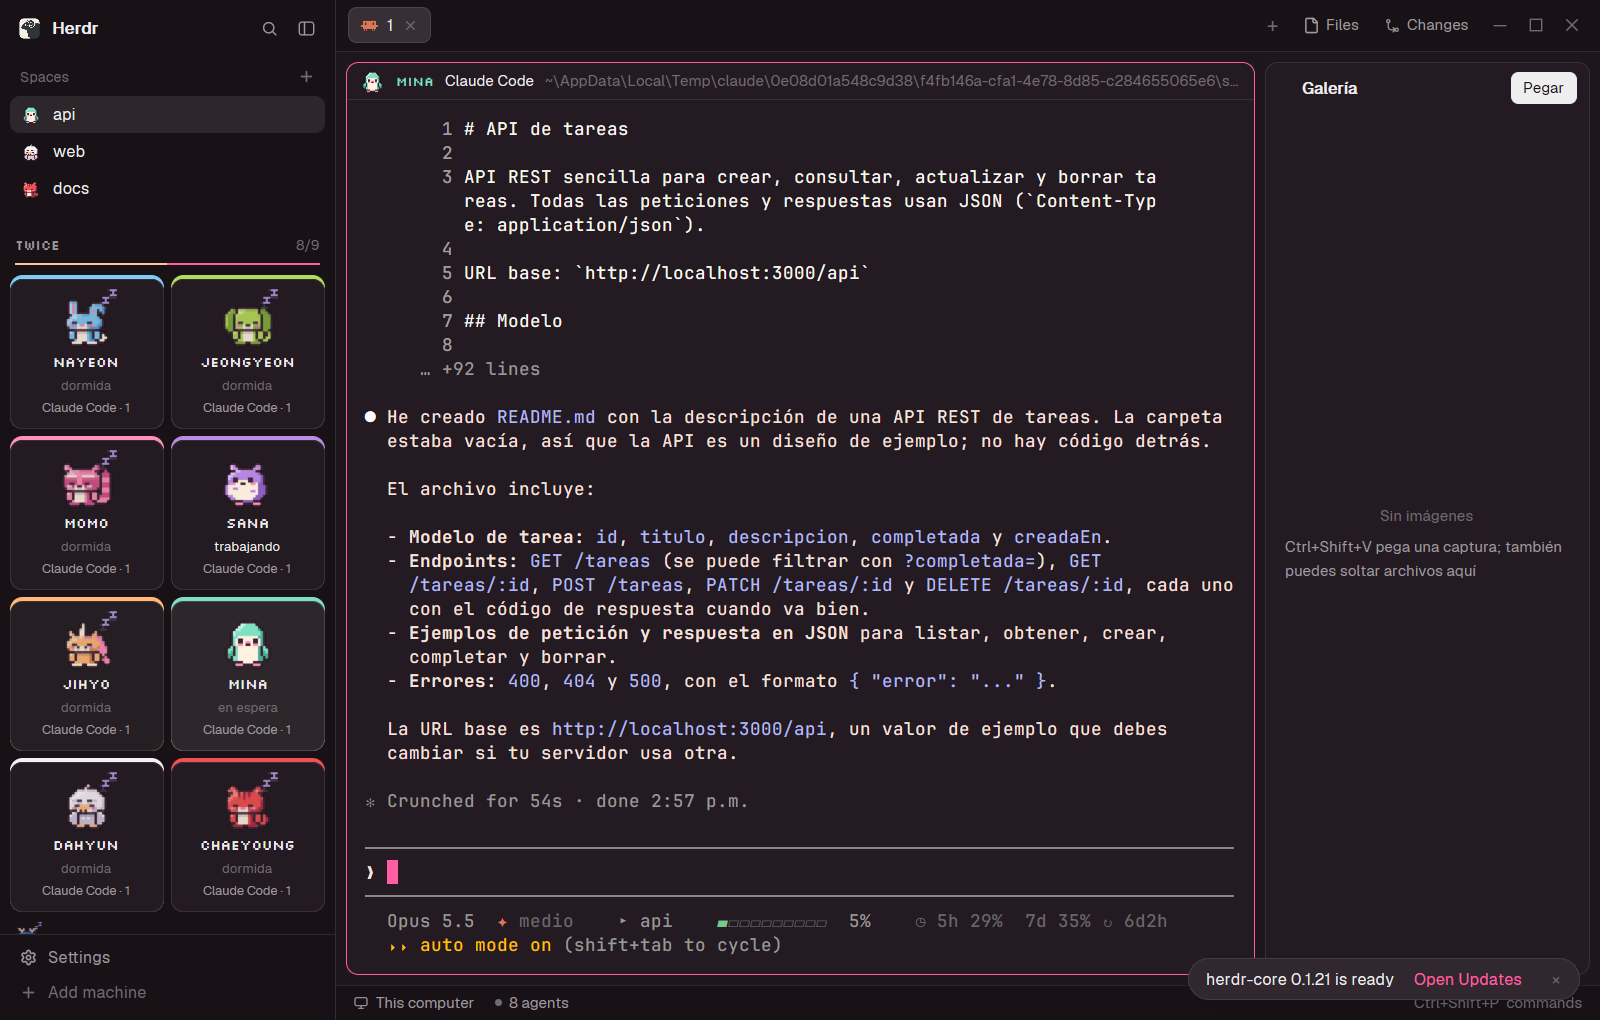 Herdr
Spaces
api
web
docs
TWICE 8/9
NAYEON
dormida
Claude Code · 1
JEONGYEON
dormida
Claude Code · 1
MOMO
dormida
Claude Code · 1
SANA
trabajando
Claude Code · 1
JIHYO
dormida
Claude Code · 1
MINA
en espera
Claude Code · 1
DAHYUN
dormida
Claude Code · 1
CHAEYOUNG
dormida
Claude Code · 1
Settings
+ Add machine
1
Files
Changes
MINA Claude Code ~\AppData\Local\Temp\claude\0e08d01a548c9d38\f4fb146a-cfa1-4e78-8d85-c284655065e6\s…
1 # API de tareas
2
3 API REST sencilla para crear, consultar, actualizar y borrar ta
reas. Todas las peticiones y respuestas usan JSON (`Content-Typ
e: application/json`).
4
5 URL base: `http://localhost:3000/api`
6
7 ## Modelo
8
… +92 lines
● He creado README.md con la descripción de una API REST de tareas. La carpeta
estaba vacía, así que la API es un diseño de ejemplo; no hay código detrás.
El archivo incluye:
- Modelo de tarea: id, titulo, descripcion, completada y creadaEn.
- Endpoints: GET /tareas (se puede filtrar con ?completada=), GET
/tareas/:id, POST /tareas, PATCH /tareas/:id y DELETE /tareas/:id, cada uno
con el código de respuesta cuando va bien.
- Ejemplos de petición y respuesta en JSON para listar, obtener, crear,
completar y borrar.
- Errores: 400, 404 y 500, con el formato { "error": "..." }.
La URL base es http://localhost:3000/api, un valor de ejemplo que debes
cambiar si tu servidor usa otra.
✻ Crunched for 54s · done 2:57 p.m.
❯
Opus 5.5 ✦ medio ▸ api 5% ◷ 5h 29% 7d 35% ↻ 6d2h
▸▸ auto mode on (shift+tab to cycle)
Galería
Pegar
Sin imágenes
Ctrl+Shift+V pega una captura; también
puedes soltar archivos aquí
herdr-core 0.1.21 is ready Open Updates ×
This computer ● 8 agents
Ctrl+Shift+P commands